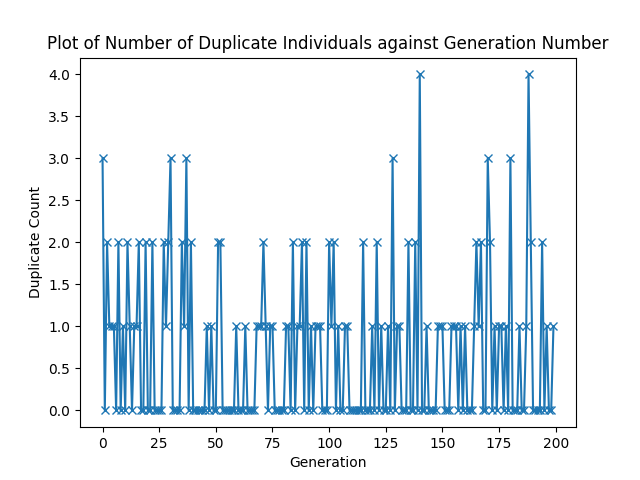 Plot of Number of Duplicate Individuals against Generation Number
4.0
3.5
3.0
2.5
2.0
1.5
1.0
0.5
0.0
Duplicate Count
0 25 50 75 100 125 150 175 200
Generation